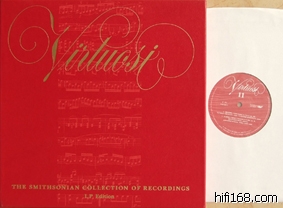 Virtuosi
THE SMITHSONIAN COLLECTION OF RECORDINGS
LP Edition
Virtuosi
II
hifi168.com